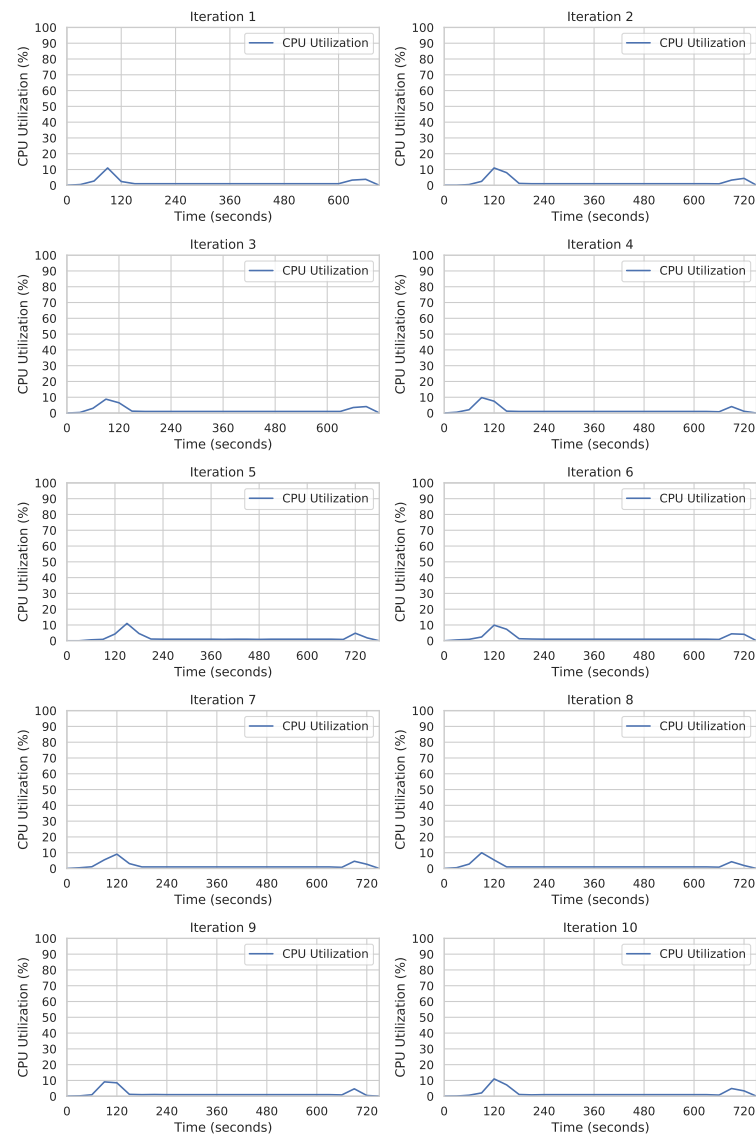 Iteration 1
CPU Utilization (%)
100
90
80
70
60
50
40
30
20
10
0
CPU Utilization
0 120 240 360 480 600
Time (seconds)
Iteration 2
CPU Utilization (%)
100
90
80
70
60
50
40
30
20
10
0
CPU Utilization
0 120 240 360 480 600 720
Time (seconds)
Iteration 3
CPU Utilization (%)
100
90
80
70
60
50
40
30
20
10
0
CPU Utilization
0 120 240 360 480 600
Time (seconds)
Iteration 4
CPU Utilization (%)
100
90
80
70
60
50
40
30
20
10
0
CPU Utilization
0 120 240 360 480 600 720
Time (seconds)
Iteration 5
CPU Utilization (%)
100
90
80
70
60
50
40
30
20
10
0
CPU Utilization
0 120 240 360 480 600 720
Time (seconds)
Iteration 6
CPU Utilization (%)
100
90
80
70
60
50
40
30
20
10
0
CPU Utilization
0 120 240 360 480 600 720
Time (seconds)
Iteration 7
CPU Utilization (%)
100
90
80
70
60
50
40
30
20
10
0
CPU Utilization
0 120 240 360 480 600 720
Time (seconds)
Iteration 8
CPU Utilization (%)
100
90
80
70
60
50
40
30
20
10
0
CPU Utilization
0 120 240 360 480 600 720
Time (seconds)
Iteration 9
CPU Utilization (%)
100
90
80
70
60
50
40
30
20
10
0
CPU Utilization
0 120 240 360 480 600 720
Time (seconds)
Iteration 10
CPU Utilization (%)
100
90
80
70
60
50
40
30
20
10
0
CPU Utilization
0 120 240 360 480 600 720
Time (seconds)